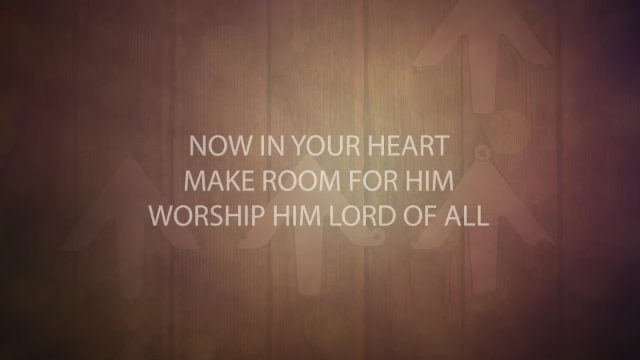 NOW IN YOUR HEART
MAKE ROOM FOR HIM
WORSHIP HIM LORD OF ALL